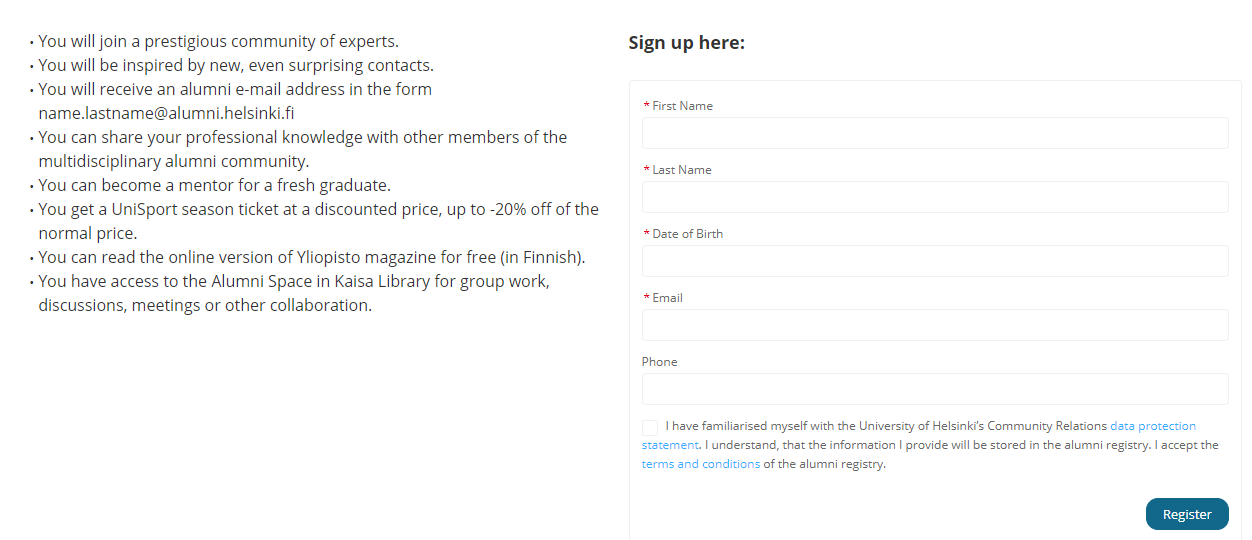 • You will join a prestigious community of experts.
• You will be inspired by new, even surprising contacts.
• You will receive an alumni e-mail address in the form
name.lastname@alumni.helsinki.fi
• You can share your professional knowledge with other members of the
multidisciplinary alumni community.
• You can become a mentor for a fresh graduate.
• You get a UniSport season ticket at a discounted price, up to -20% off of the
normal price.
• You can read the online version of Yliopisto magazine for free (in Finnish).
• You have access to the Alumni Space in Kaisa Library for group work,
discussions, meetings or other collaboration.
Sign up here:
* First Name
* Last Name
* Date of Birth
* Email
Phone
I have familiarised myself with the University of Helsinki's Community Relations data protection
statement. I understand, that the information I provide will be stored in the alumni registry. I accept the
terms and conditions of the alumni registry.
Register